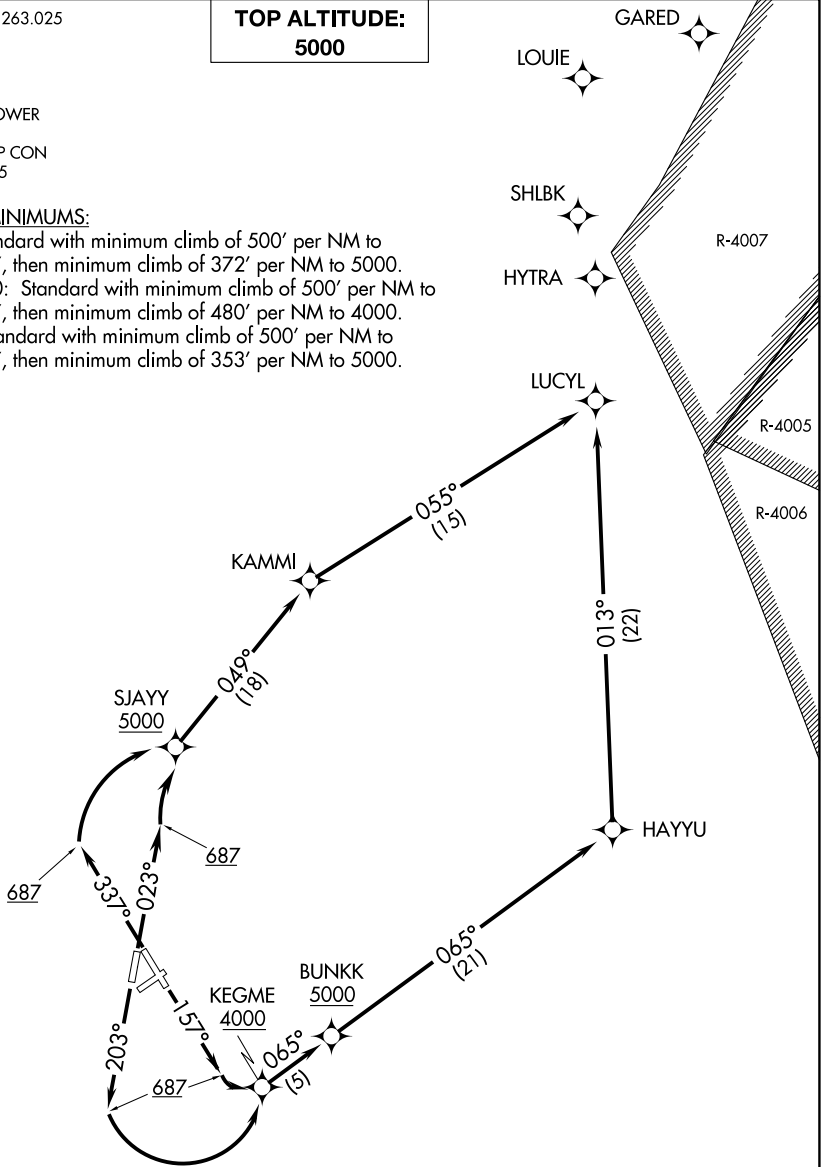 263.025
TOP ALTITUDE:
5000
GARED
LOUIE
P CON
5
SHLBK
R-4007
HYTRA
ndard with minimum climb of 500' per NM to
', then minimum climb of 372' per NM to 5000.
0: Standard with minimum climb of 500' per NM to
', then minimum climb of 480' per NM to 4000.
andard with minimum climb of 500' per NM to
', then minimum climb of 353' per NM to 5000.
LUCYL
R-4005
R-4006
055°
(15)
KAMMI
013°
(22)
049°
(18)
SJAYY
5000
HAYYU
687
687
337°
023°
065°
(21)
BUNKK
5000
KEGME
4000
157°
203°
065°
(5)
687